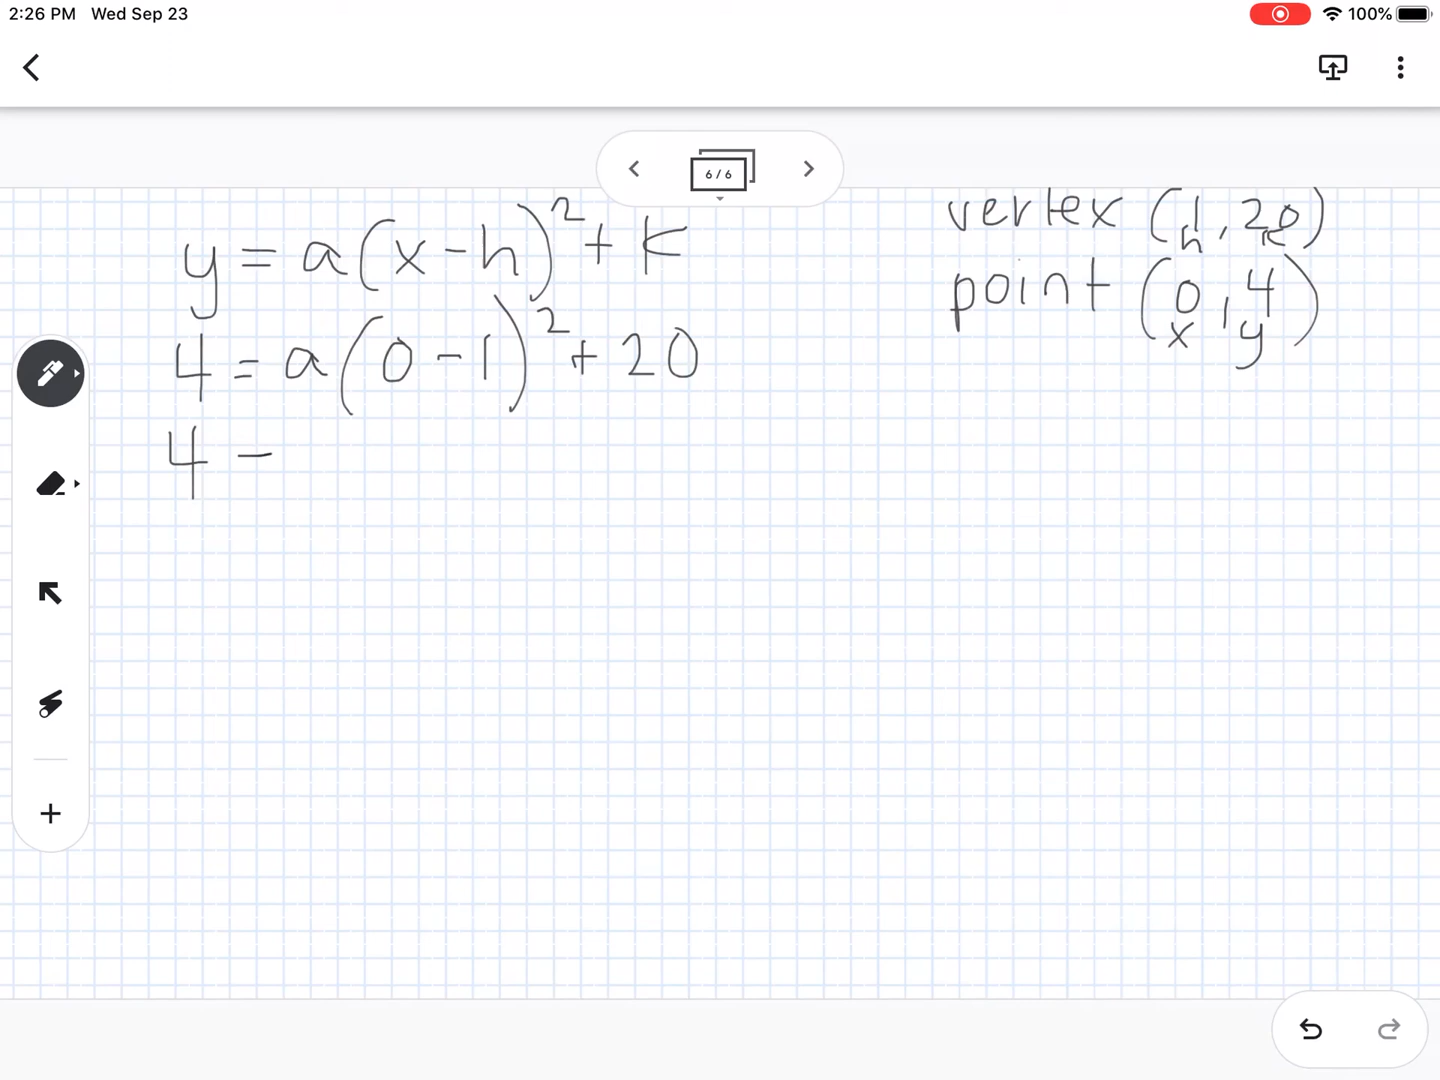 2:26 PM Wed Sep 23
100%
6 / 6
y = a(x - h)² + k
4 = a(0 - 1)² + 20
4 -
vertex (1, 20)
h k
point (0, 4)
x y